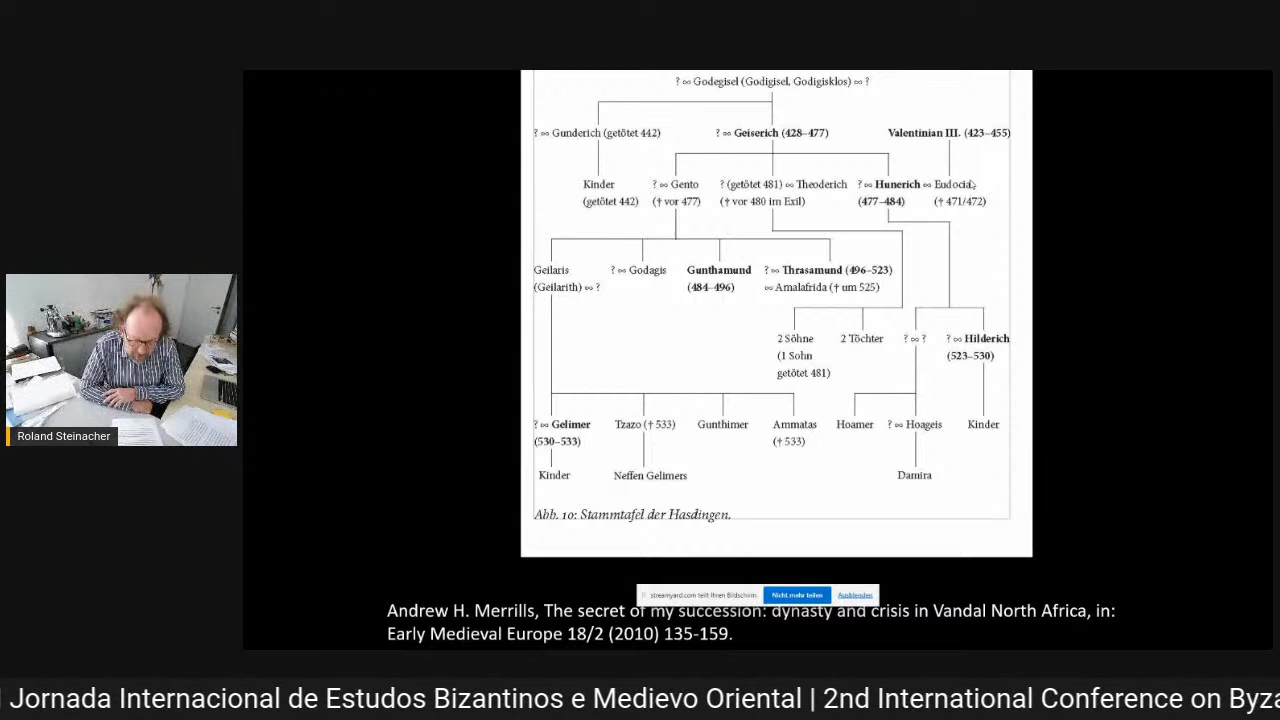 ? ∞ Godegisel (Godigisel, Godigisklos) ∞ ?
? ∞ Gunderich (getötet 442) ? ∞ Geiserich (428–477) Valentinian III. (423–455)
Kinder ? ∞ Gento ? (getötet 481) ∞ Theoderich ? ∞ Hunerich ∞ Eudocia
(getötet 442) († vor 477) († vor 480 im Exil) (477–484) († 471/472)
Geilaris ? ∞ Godagis Gunthamund ? ∞ Thrasamund (496–523)
(Geilarith) ∞ ? (484–496) ∞ Amalafrida († um 525)
2 Söhne 2 Töchter ? ∞ ? ? ∞ Hilderich
(1 Sohn (523–530)
getötet 481)
? ∞ Gelimer Tzazo († 533) Gunthimer Ammatas Hoamer ? ∞ Hoageis Kinder
(530–533) († 533)
Kinder Neffen Gelimers Damira
Abb. 10: Stammtafel der Hasdingen.
Roland Steinacher
streamyard.com teilt Ihren Bildschirm. Nicht mehr teilen Ausblenden
Andrew H. Merrills, The secret of my succession: dynasty and crisis in Vandal North Africa, in:
Early Medieval Europe 18/2 (2010) 135-159.
Jornada Internacional de Estudos Bizantinos e Medievo Oriental | 2nd International Conference on Byza